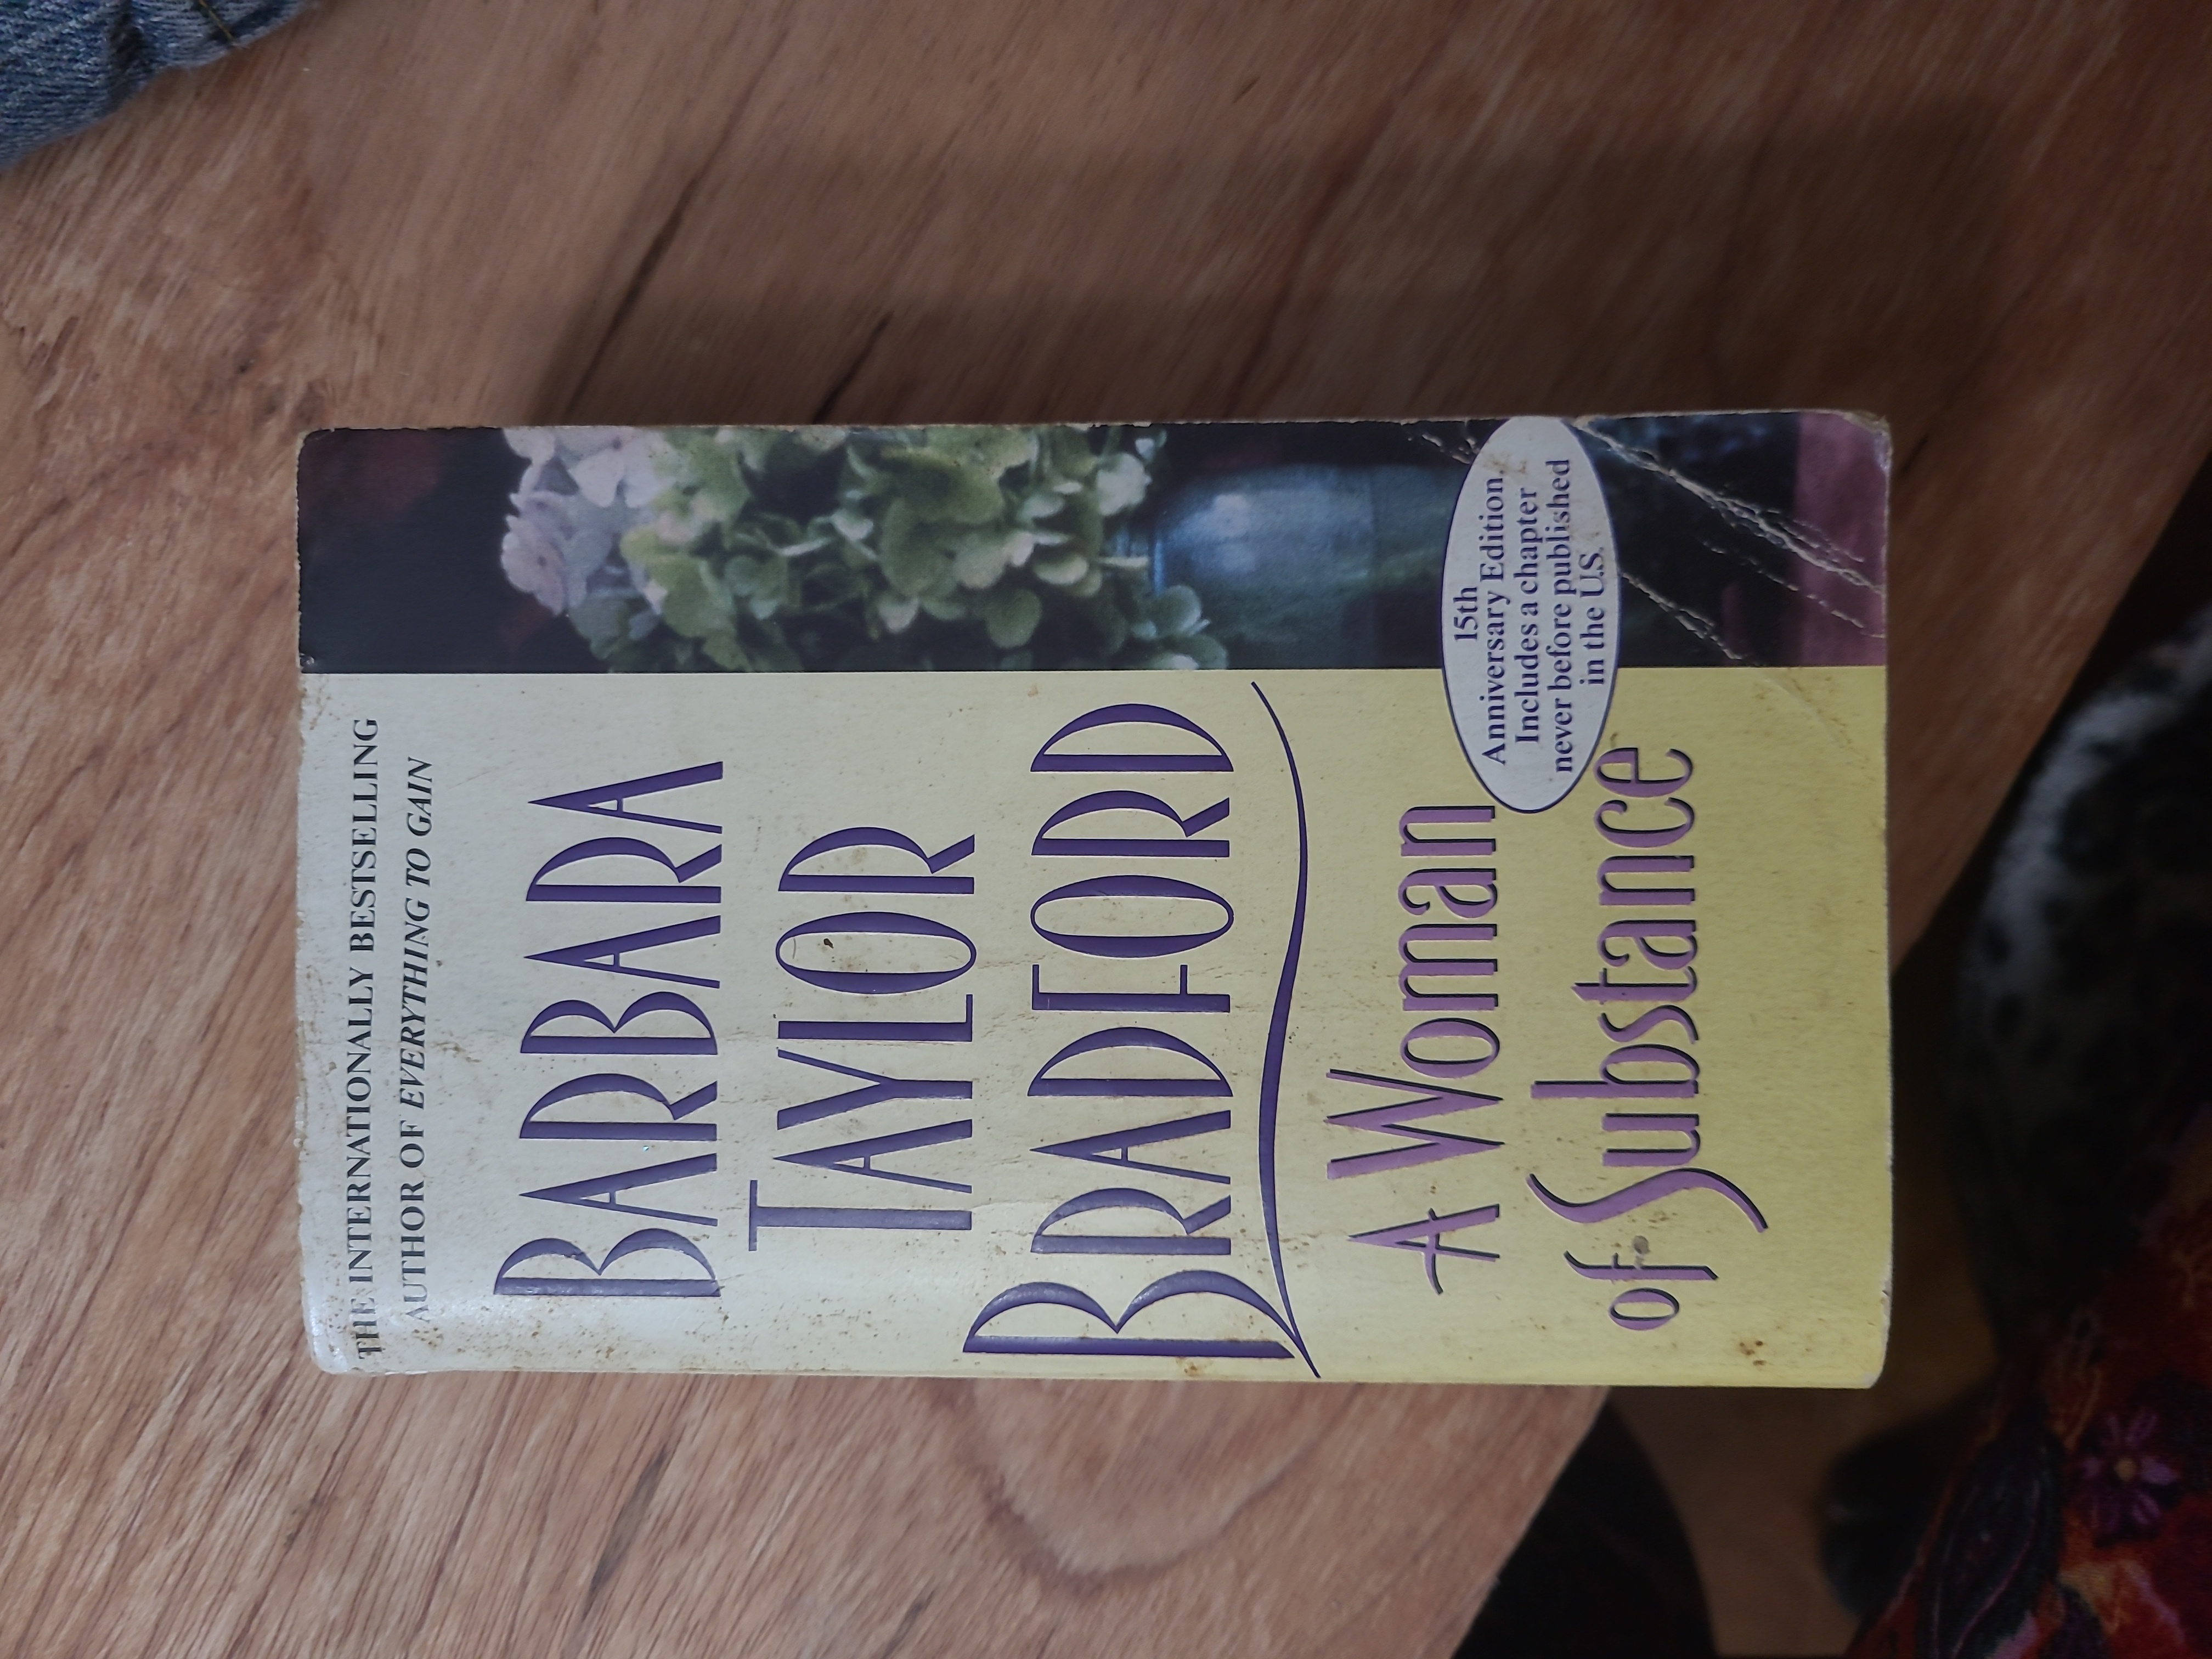 THE INTERNATIONALLY BESTSELLING
AUTHOR OF EVERYTHING TO GAIN
BARBARA
TAYLOR
BRADFORD
A Woman
of Substance
15th
Anniversary Edition.
Includes a chapter
never before published
in the U.S.